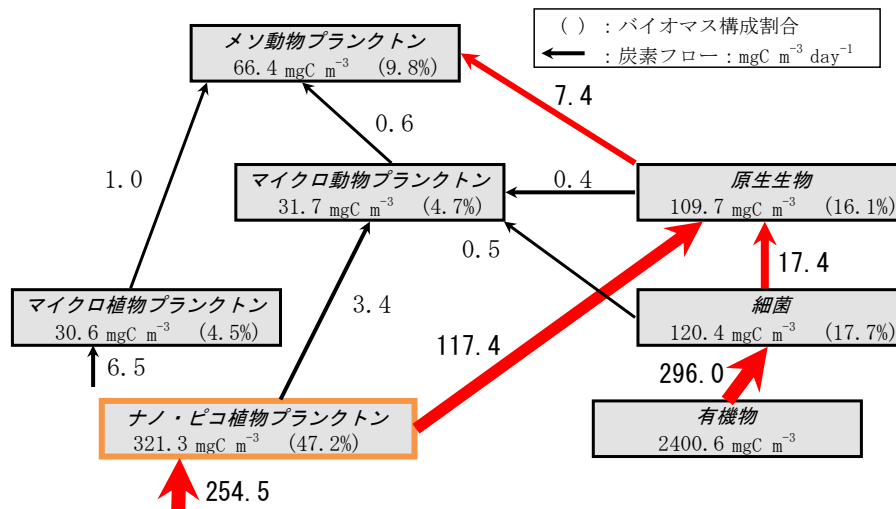 メソ動物プランクトン
66.4 mgC m⁻³ (9.8%)
( ) :バイオマス構成割合
:炭素フロー:mgC m⁻³ day⁻¹
7.4
0.6
1.0
マイクロ動物プランクトン
31.7 mgC m⁻³ (4.7%)
0.4
原生生物
109.7 mgC m⁻³ (16.1%)
0.5
17.4
マイクロ植物プランクトン
30.6 mgC m⁻³ (4.5%)
3.4
細菌
120.4 mgC m⁻³ (17.7%)
117.4
6.5
296.0
ナノ・ピコ植物プランクトン
321.3 mgC m⁻³ (47.2%)
有機物
2400.6 mgC m⁻³
254.5